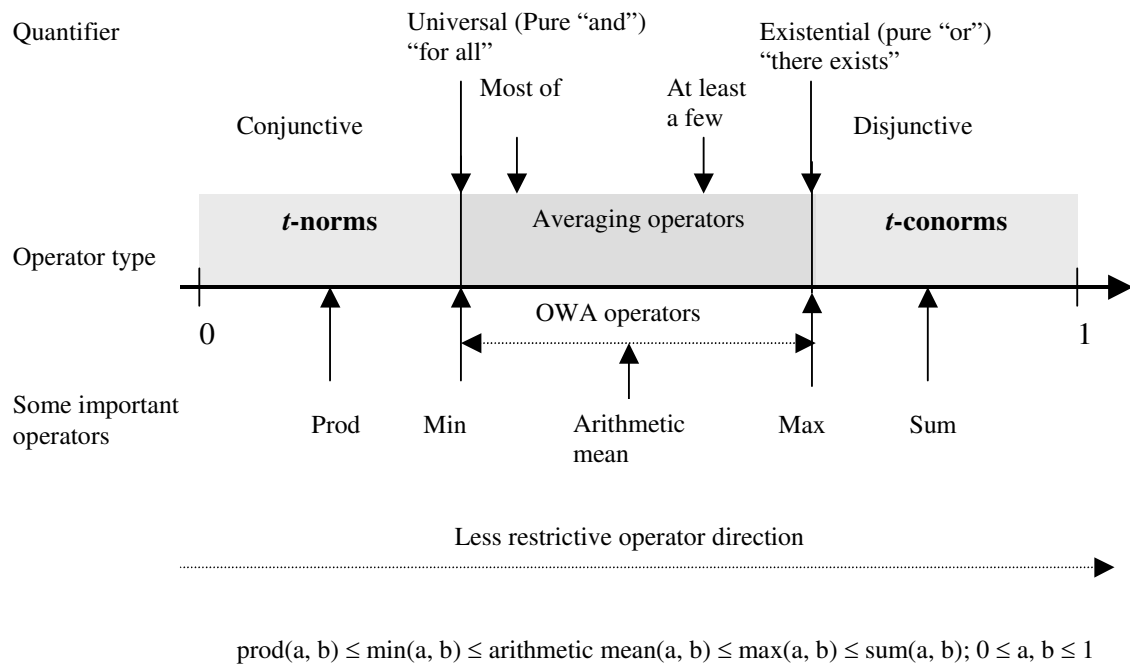 Quantifier
Universal (Pure “and”)
“for all”
Existential (pure “or”)
“there exists”
Most of
At least
a few
Conjunctive
Disjunctive
t-norms
Averaging operators
t-conorms
Operator type
OWA operators
0
1
Some important
operators
Prod
Min
Arithmetic
mean
Max
Sum
Less restrictive operator direction
prod(a, b) ≤ min(a, b) ≤ arithmetic mean(a, b) ≤ max(a, b) ≤ sum(a, b); 0 ≤ a, b ≤ 1